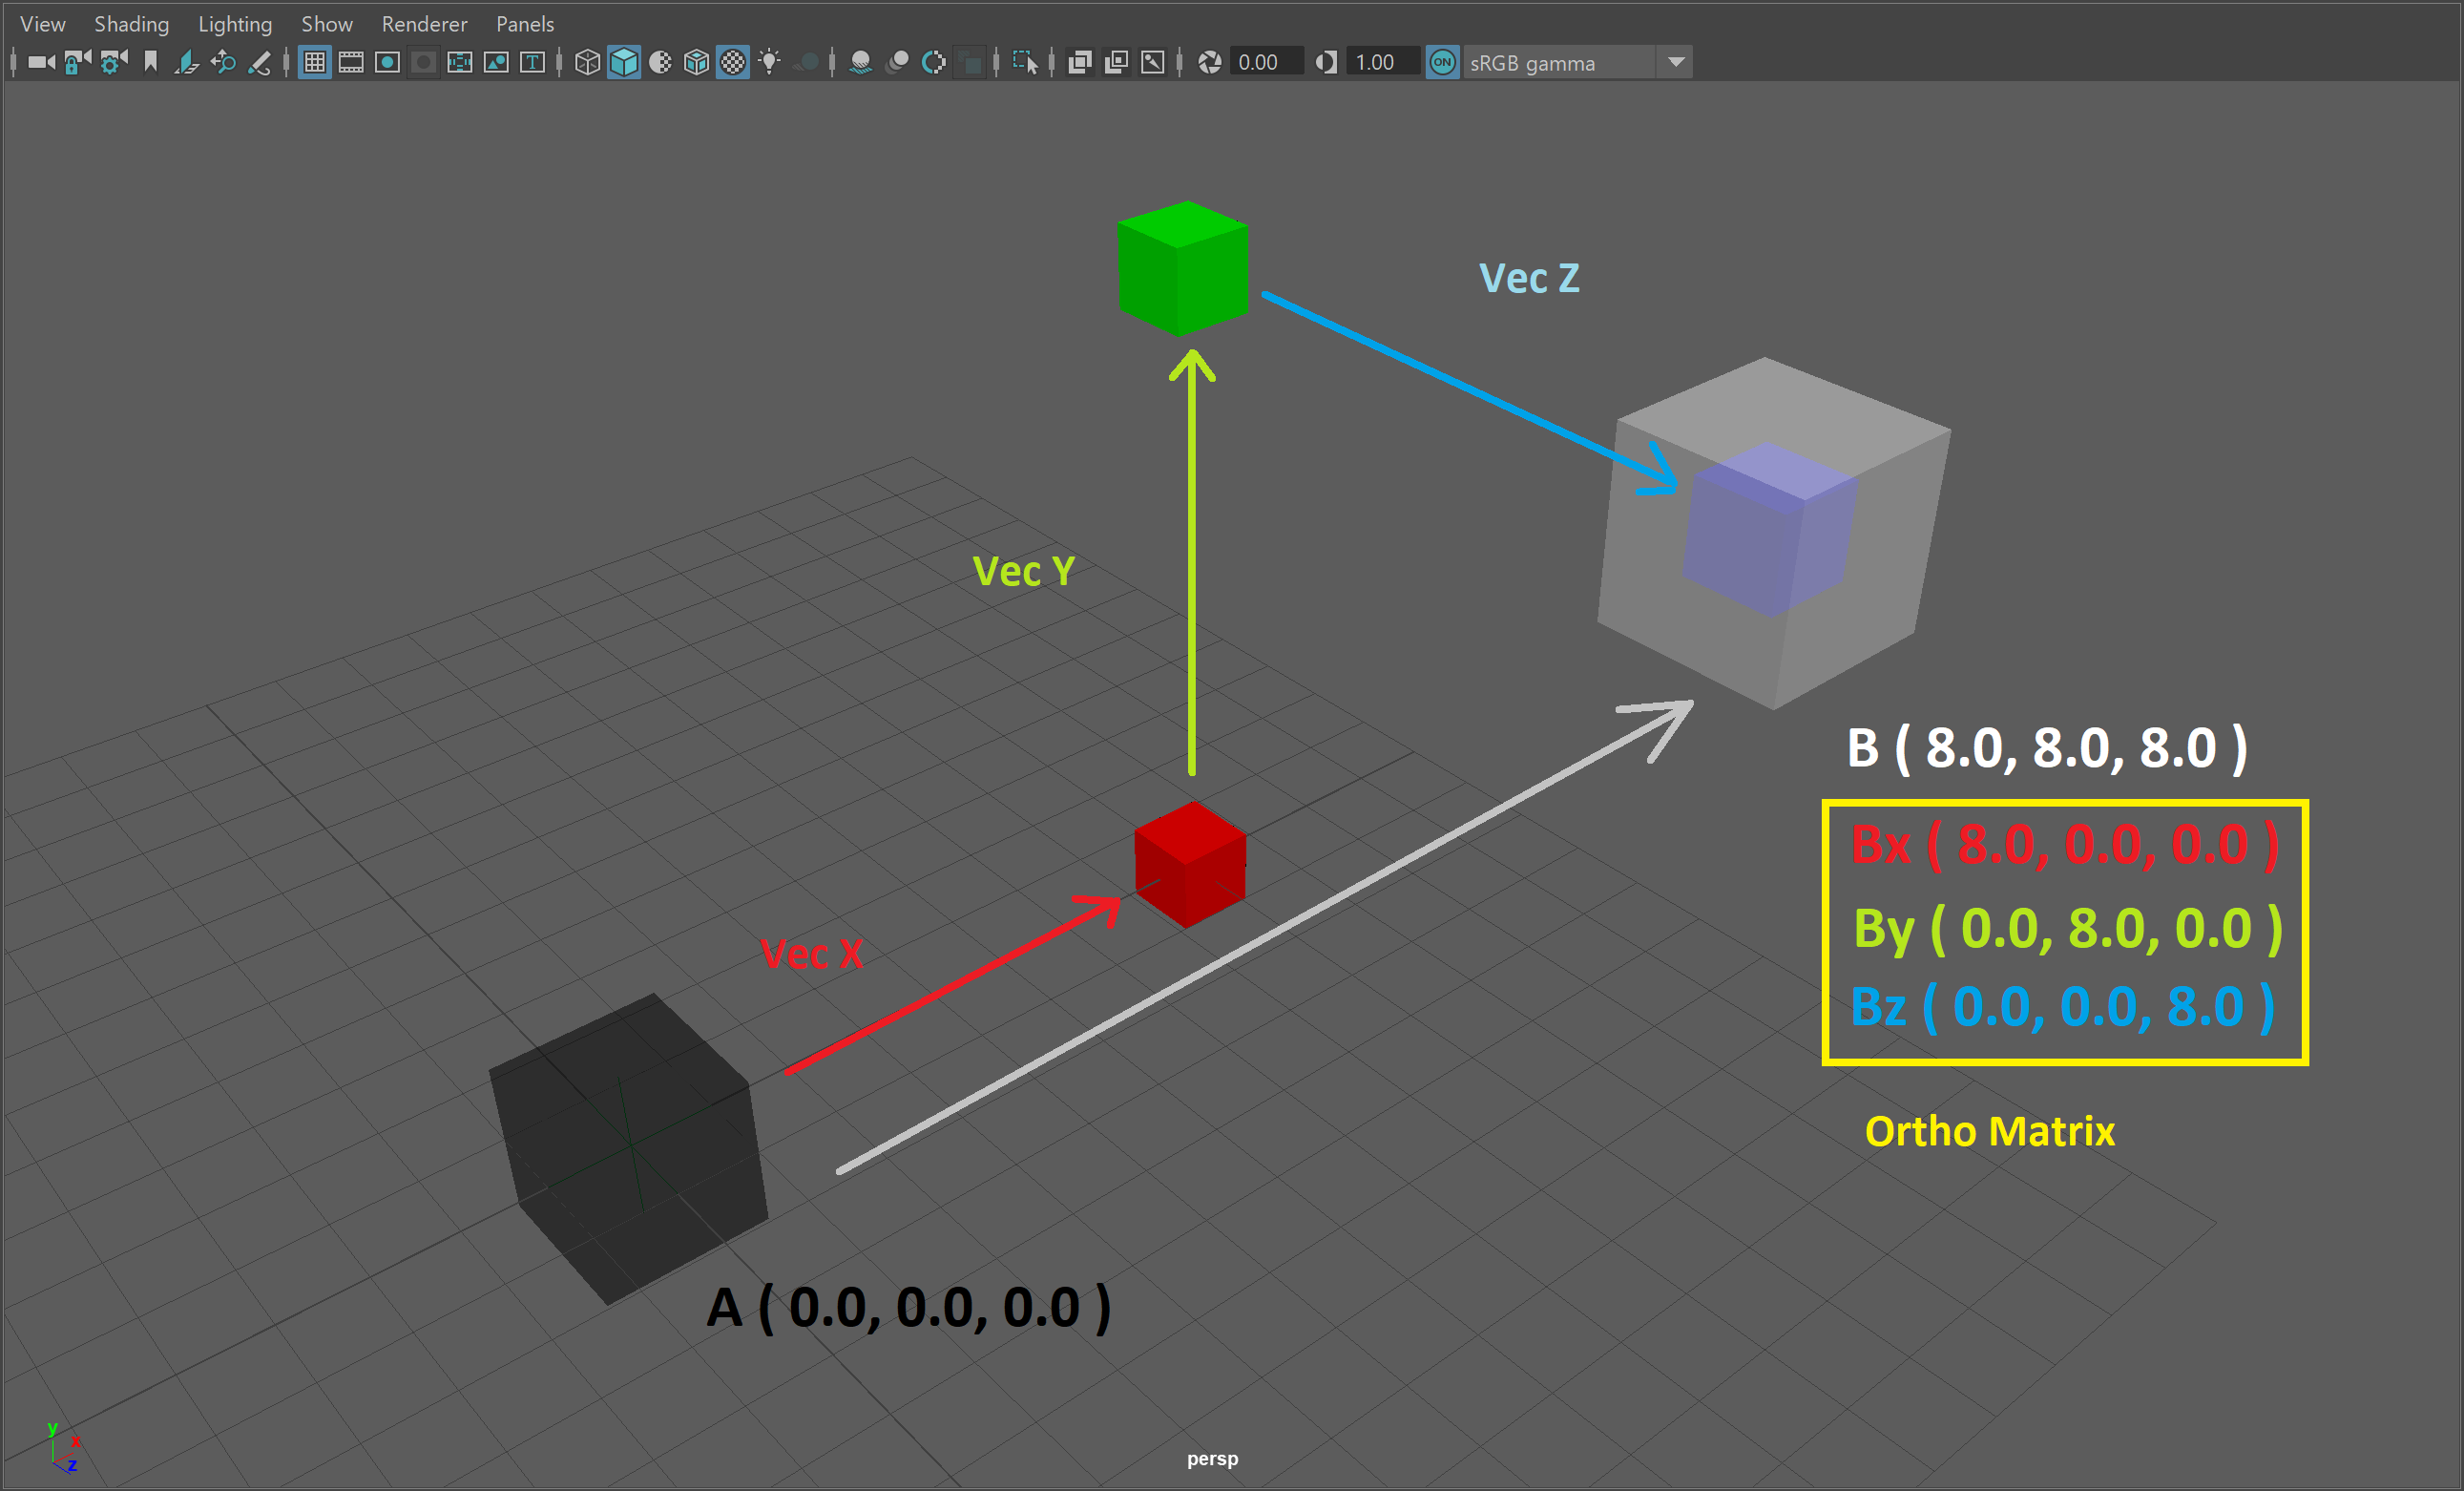 View Shading Lighting Show Renderer Panels
T 0.00 1.00 ON sRGB gamma
Vec Z
Vec Y
B ( 8.0, 8.0, 8.0 )
Bx ( 8.0, 0.0, 0.0 )
By ( 0.0, 8.0, 0.0 )
Vec X
Bz ( 0.0, 0.0, 8.0 )
Ortho Matrix
A ( 0.0, 0.0, 0.0 )
y
x
z
persp